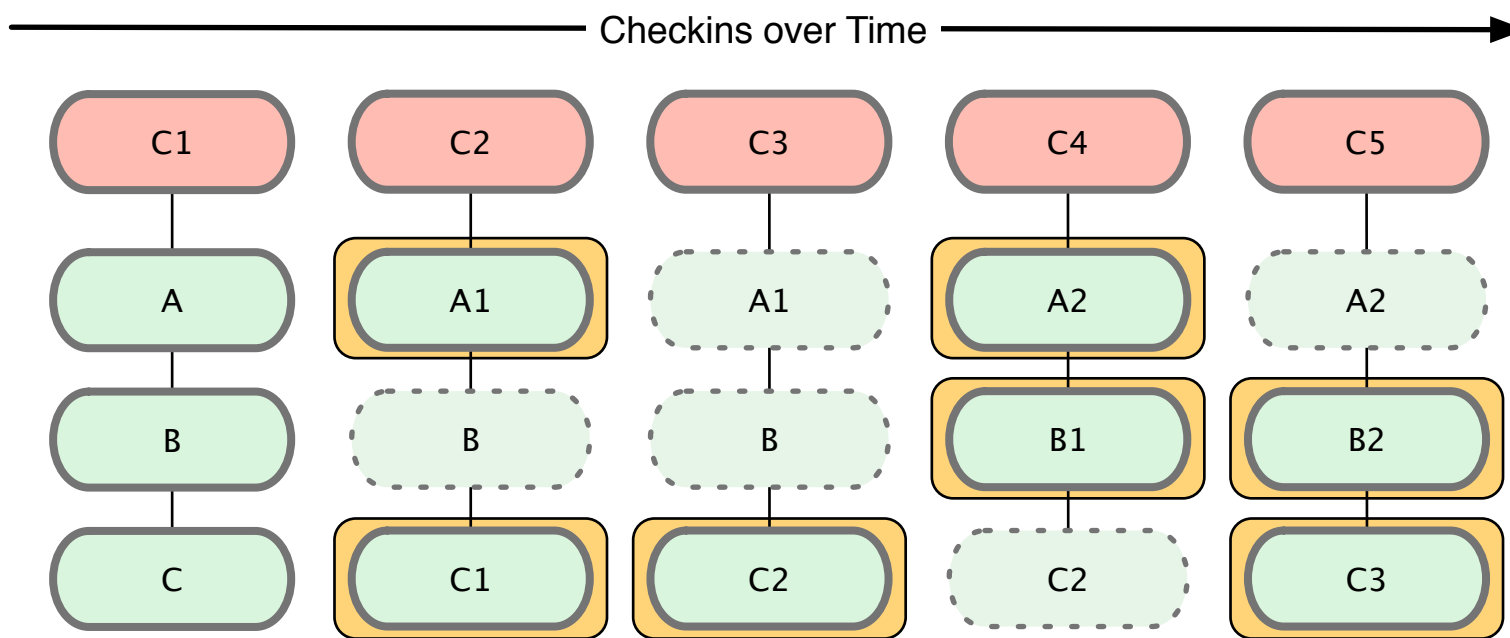 Checkins over Time
C1 C2 C3 C4 C5
A A1 A1 A2 A2
B B B B1 B2
C C1 C2 C2 C3